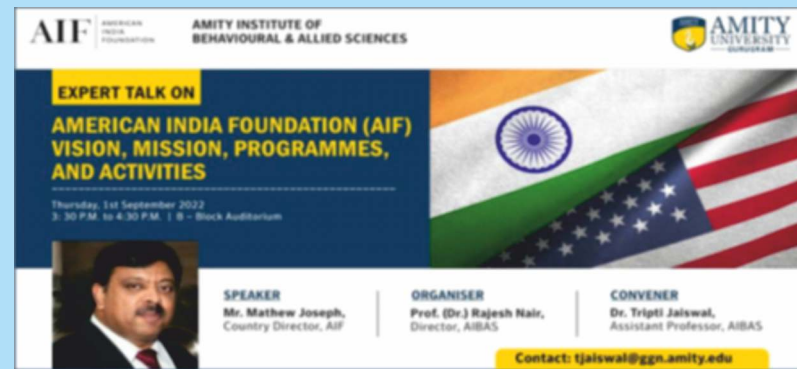 AIF AMERICAN
INDIA
FOUNDATION
AMITY INSTITUTE OF
BEHAVIOURAL & ALLIED SCIENCES
AMITY
UNIVERSITY
GURUGRAM
EXPERT TALK ON
AMERICAN INDIA FOUNDATION (AIF)
VISION, MISSION, PROGRAMMES,
AND ACTIVITIES
Thursday, 1st September 2022
3: 30 P.M. to 4:30 P.M. | B – Block Auditorium
SPEAKER
Mr. Mathew Joseph,
Country Director, AIF
ORGANISER
Prof. (Dr.) Rajesh Nair,
Director, AIBAS
CONVENER
Dr. Tripti Jaiswal,
Assistant Professor, AIBAS
Contact: tjaiswal@ggn.amity.edu